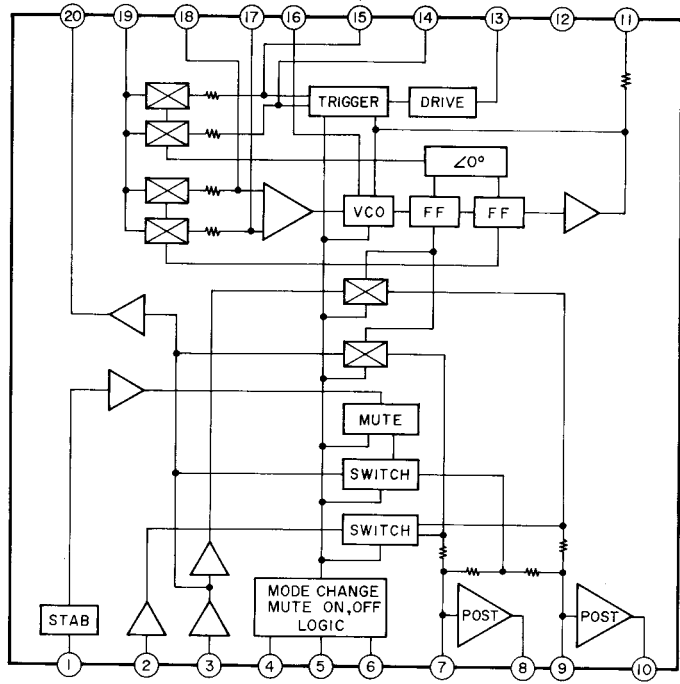 20 19 18 17 16 15 14 13 12 11
TRIGGER DRIVE
∠0°
VCO FF FF
MUTE
SWITCH
SWITCH
MODE CHANGE
MUTE ON,OFF
LOGIC
STAB POST POST
1 2 3 4 5 6 7 8 9 10